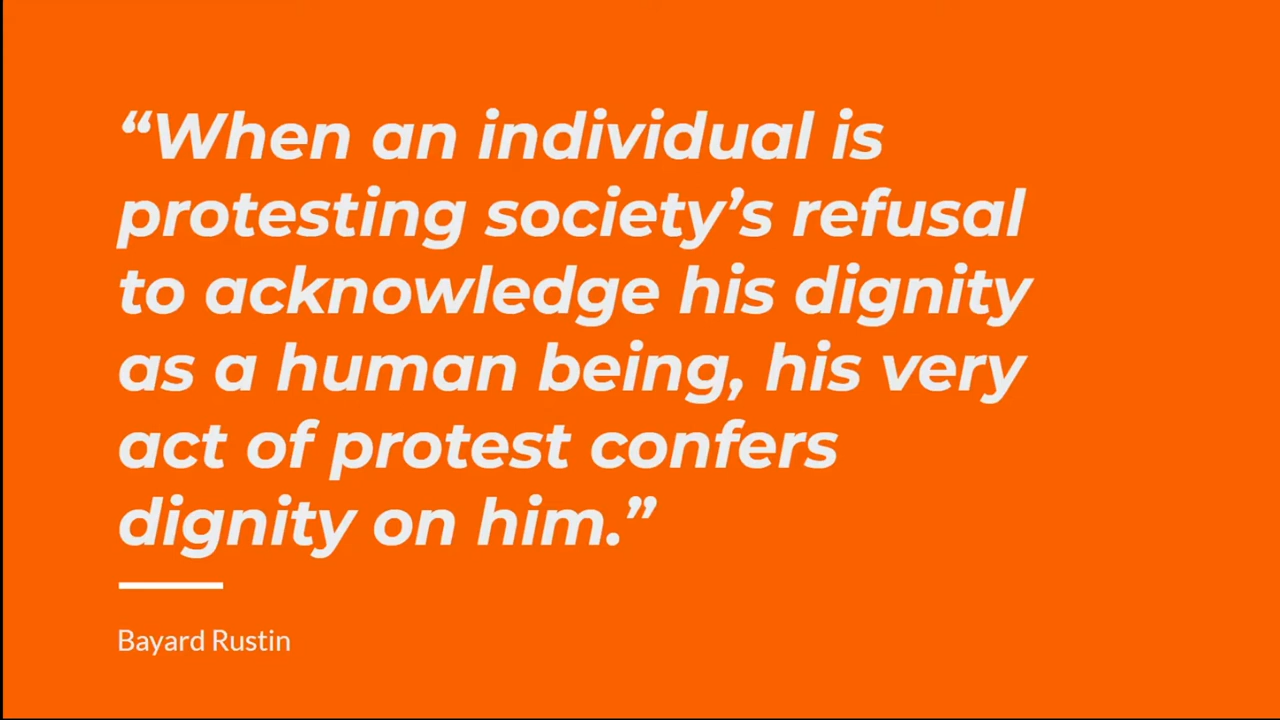 “When an individual is
protesting society’s refusal
to acknowledge his dignity
as a human being, his very
act of protest confers
dignity on him.”
Bayard Rustin